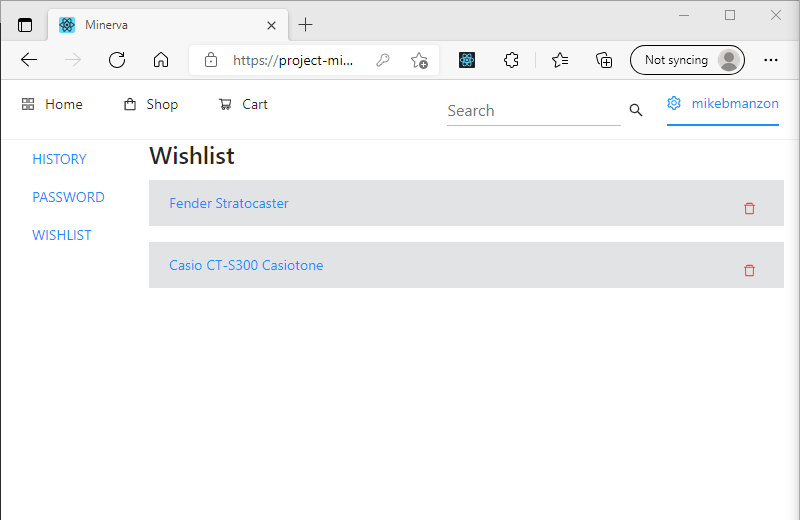 Minerva
https://project-mi...
Not syncing
Home Shop Cart Search mikebmanzon
HISTORY
PASSWORD
WISHLIST
Wishlist
Fender Stratocaster
Casio CT-S300 Casiotone